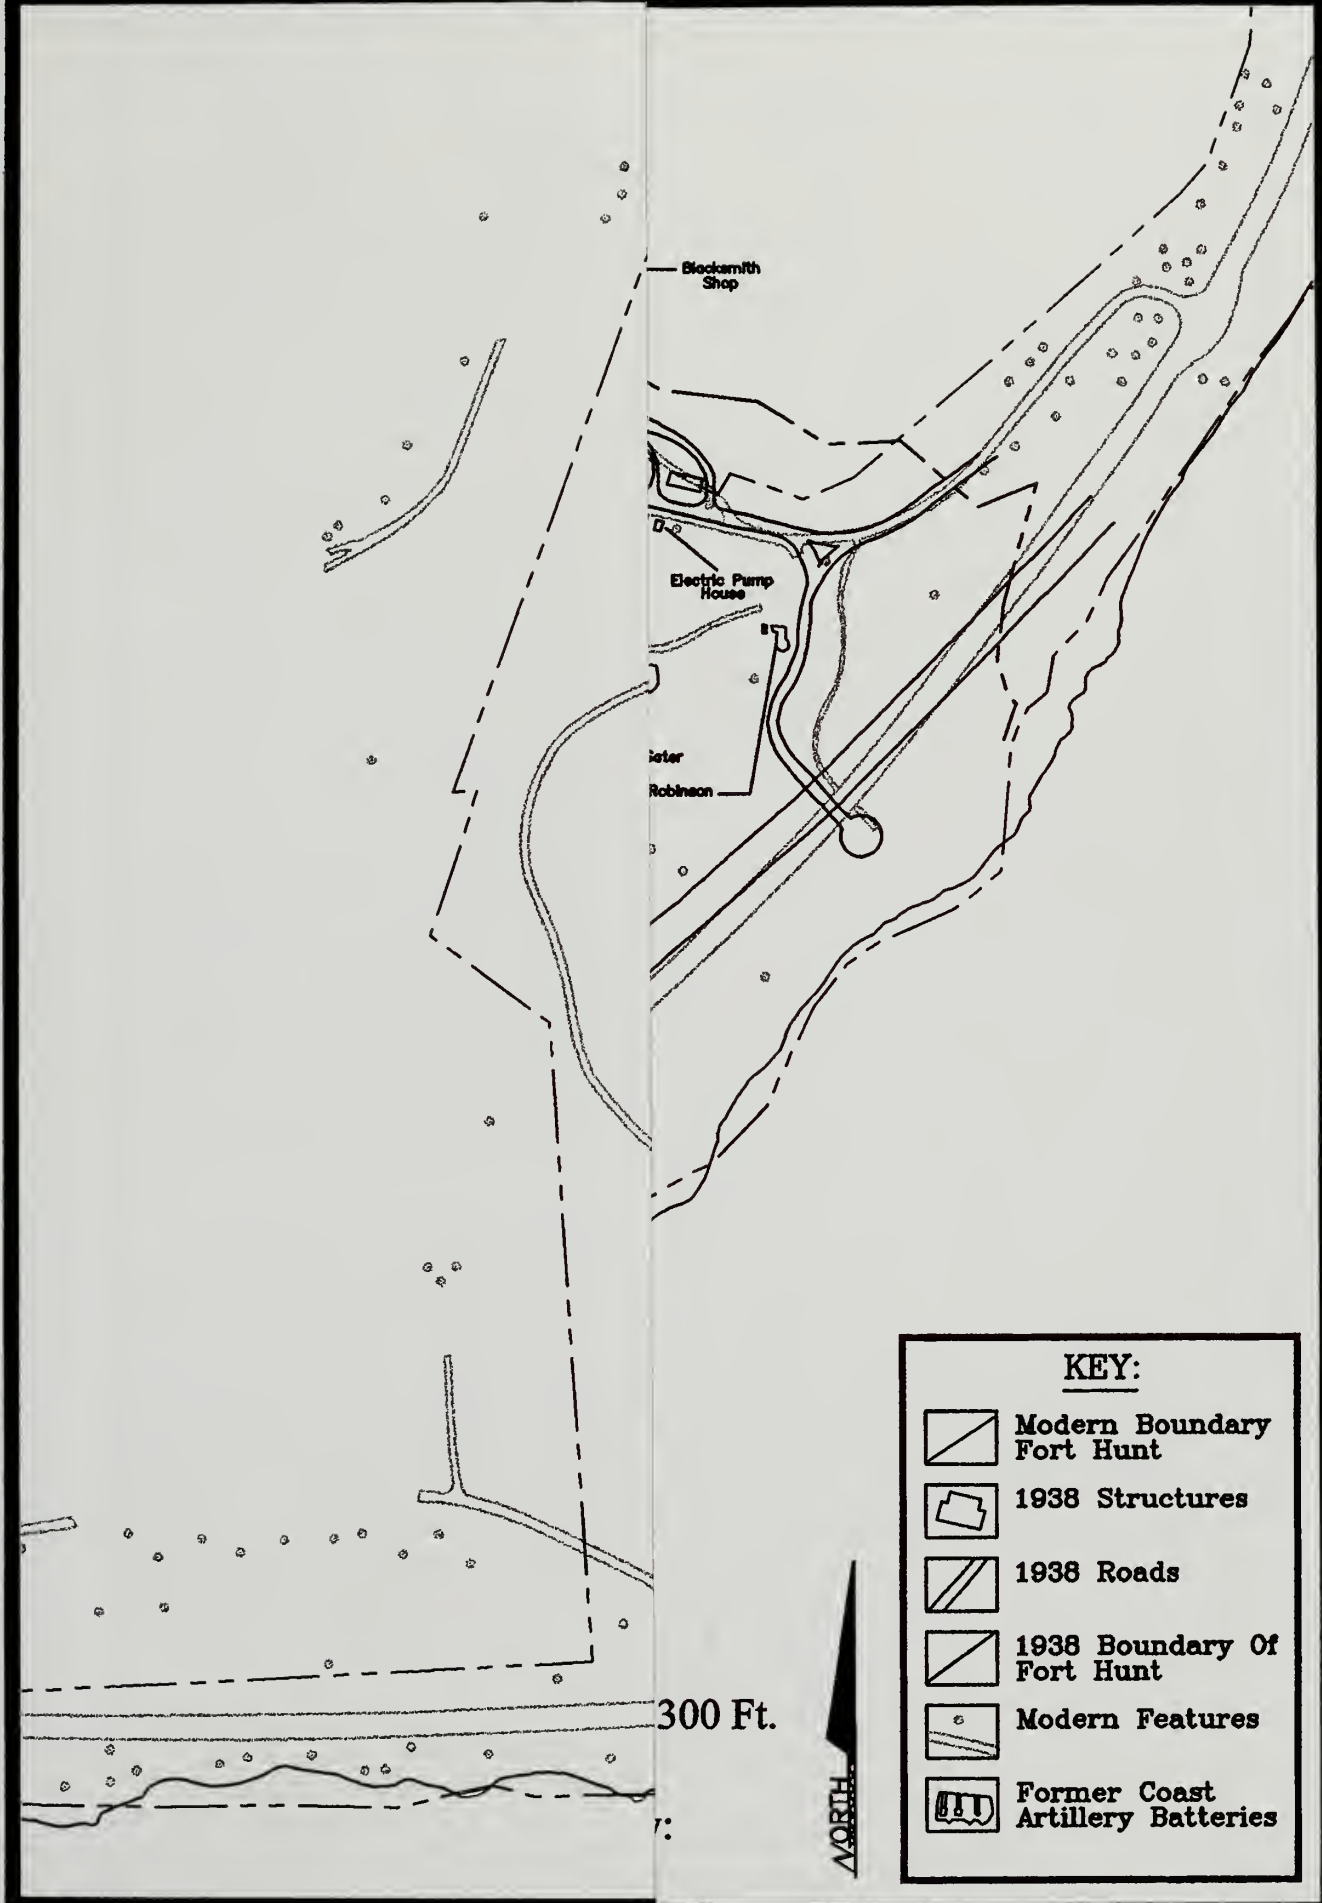 Blacksmith
Shop
Electric Pump
House
Robinson
300 Ft.
NORTH
KEY:
Modern Boundary
Fort Hunt
1938 Structures
1938 Roads
1938 Boundary Of
Fort Hunt
Modern Features
Former Coast
Artillery Batteries